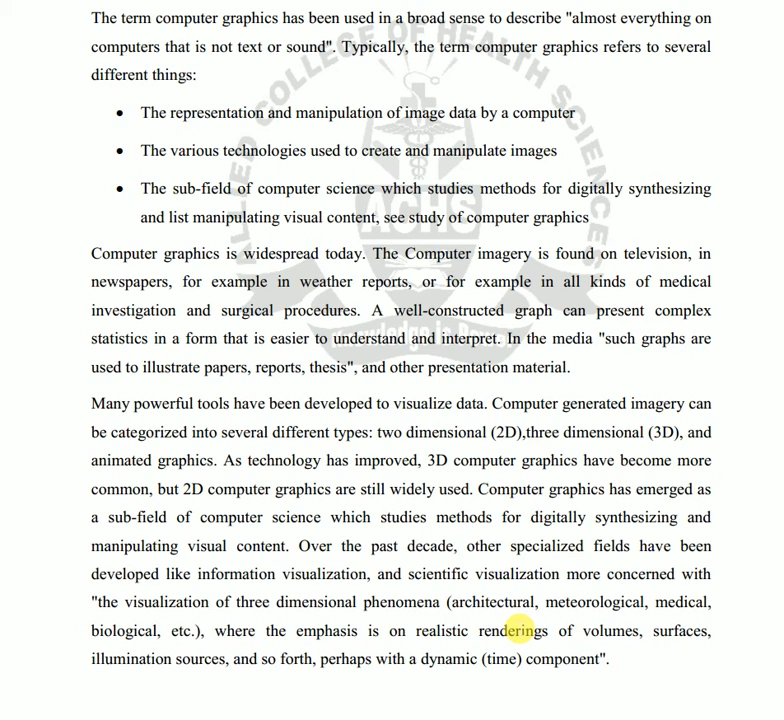 The term computer graphics has been used in a broad sense to describe "almost everything on
computers that is not text or sound". Typically, the term computer graphics refers to several
different things:
• The representation and manipulation of image data by a computer
• The various technologies used to create and manipulate images
• The sub-field of computer science which studies methods for digitally synthesizing
and list manipulating visual content, see study of computer graphics
Computer graphics is widespread today. The Computer imagery is found on television, in
newspapers, for example in weather reports, or for example in all kinds of medical
investigation and surgical procedures. A well-constructed graph can present complex
statistics in a form that is easier to understand and interpret. In the media "such graphs are
used to illustrate papers, reports, thesis", and other presentation material.
Many powerful tools have been developed to visualize data. Computer generated imagery can
be categorized into several different types: two dimensional (2D),three dimensional (3D), and
animated graphics. As technology has improved, 3D computer graphics have become more
common, but 2D computer graphics are still widely used. Computer graphics has emerged as
a sub-field of computer science which studies methods for digitally synthesizing and
manipulating visual content. Over the past decade, other specialized fields have been
developed like information visualization, and scientific visualization more concerned with
"the visualization of three dimensional phenomena (architectural, meteorological, medical,
biological, etc.), where the emphasis is on realistic renderings of volumes, surfaces,
illumination sources, and so forth, perhaps with a dynamic (time) component".
ALLIED COLLEGE OF HEALTH SCIENCES
ACHS
Knowledge is